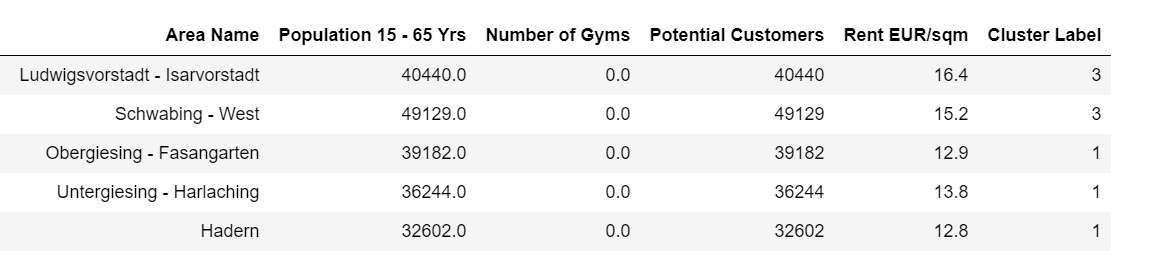 Area Name Population 15 - 65 Yrs Number of Gyms Potential Customers Rent EUR/sqm Cluster Label
Ludwigsvorstadt - Isarvorstadt 40440.0 0.0 40440 16.4 3
Schwabing - West 49129.0 0.0 49129 15.2 3
Obergiesing - Fasangarten 39182.0 0.0 39182 12.9 1
Untergiesing - Harlaching 36244.0 0.0 36244 13.8 1
Hadern 32602.0 0.0 32602 12.8 1